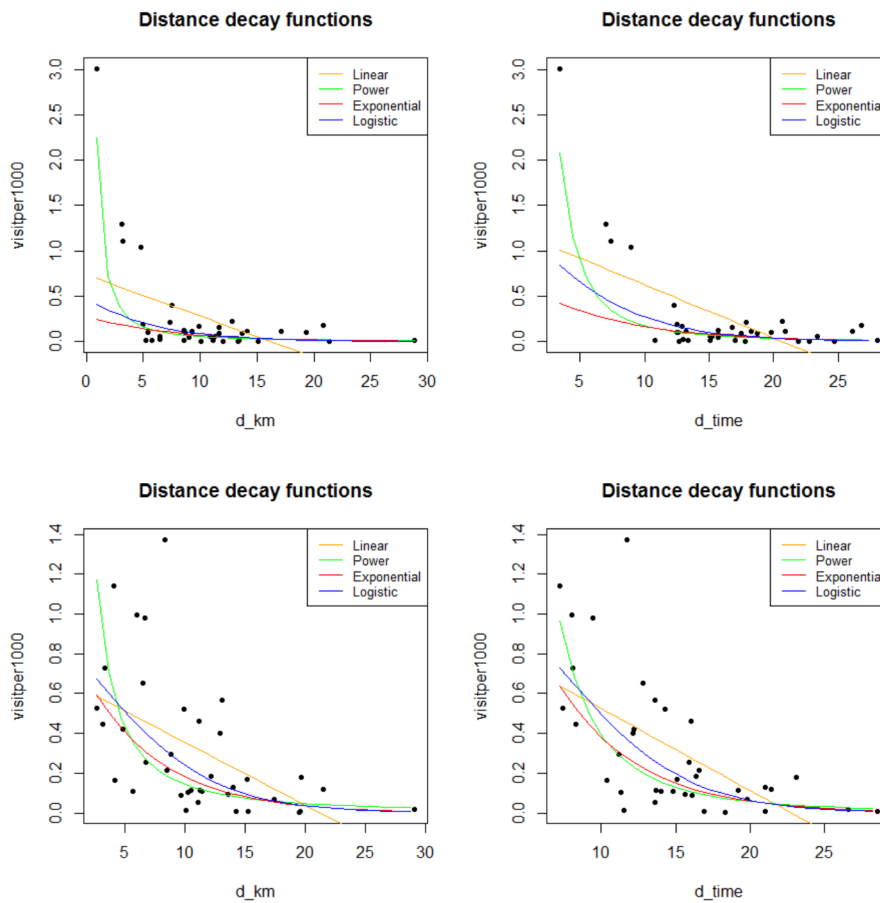 Distance decay functions
visitper1000
3.0
2.5
2.0
1.5
1.0
0.5
0.0
Linear
Power
Exponential
Logistic
0 5 10 15 20 25 30
d_km
Distance decay functions
visitper1000
3.0
2.5
2.0
1.5
1.0
0.5
0.0
Linear
Power
Exponential
Logistic
5 10 15 20 25
d_time
Distance decay functions
visitper1000
1.4
1.2
1.0
0.8
0.6
0.4
0.2
0.0
Linear
Power
Exponential
Logistic
5 10 15 20 25 30
d_km
Distance decay functions
visitper1000
1.4
1.2
1.0
0.8
0.6
0.4
0.2
0.0
Linear
Power
Exponential
Logistic
10 15 20 25
d_time